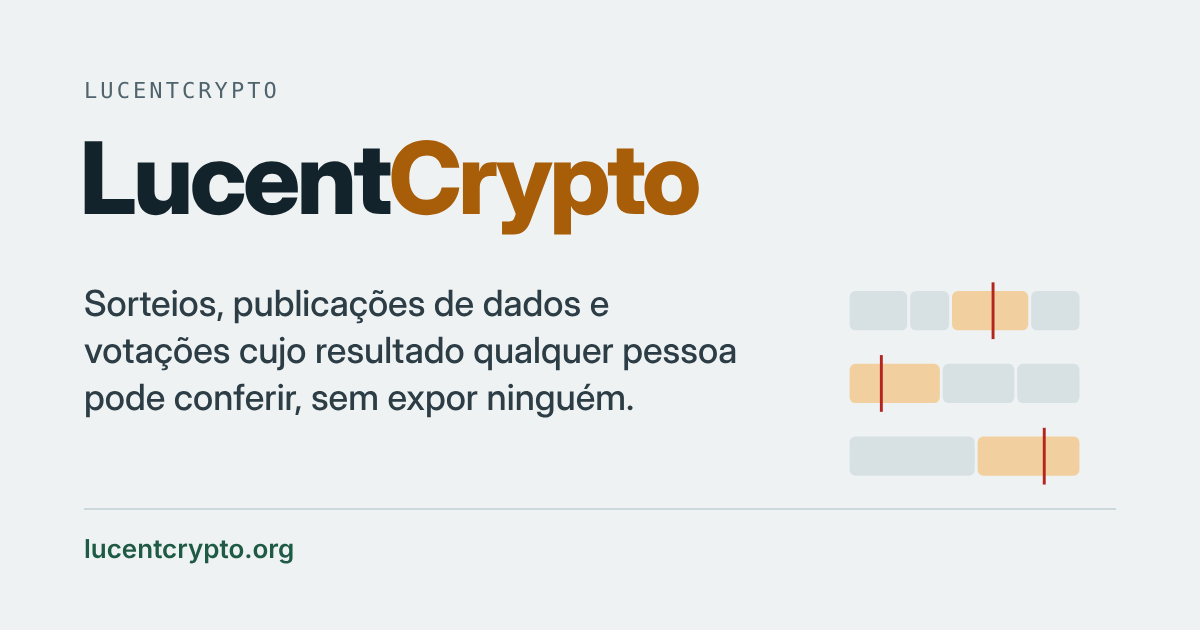 LUCENTCRYPTO
LucentCrypto
Sorteios, publicações de dados e
votações cujo resultado qualquer pessoa
pode conferir, sem expor ninguém.
lucentcrypto.org